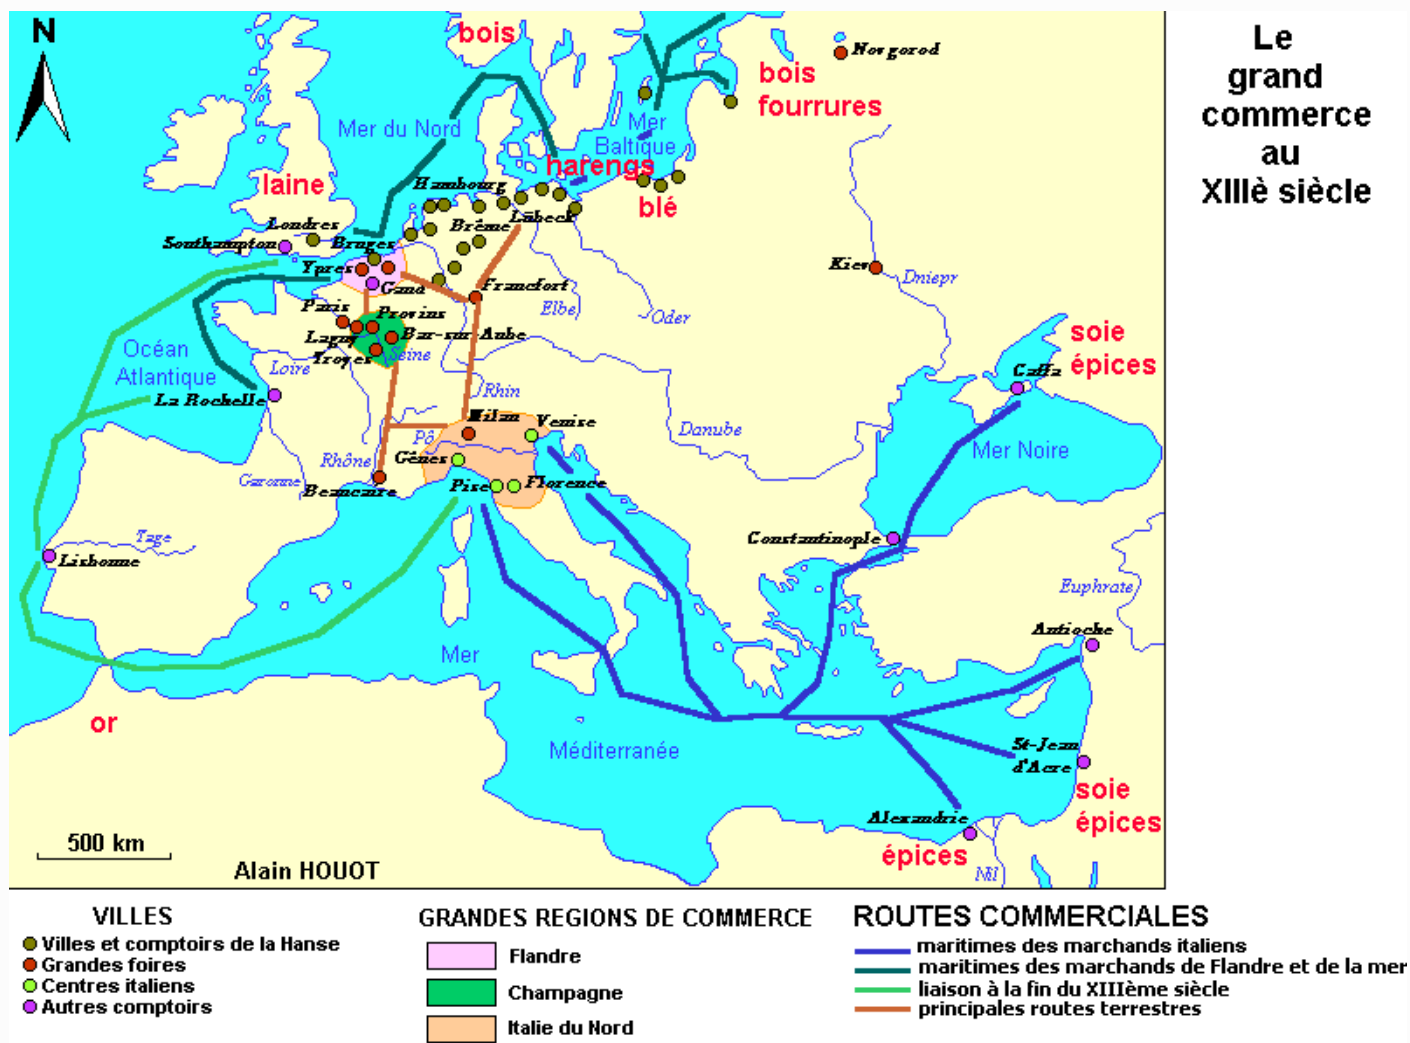 N
bois
Novgorod
bois
fourrures
Mer du Nord
Mer
Baltique
harengs
laine
Hambourg
blé
Londres
Brême
Lübeck
Southampton
Bruges
Ypres
Kiev
Dniepr
Gand
Francfort
Elbe
Oder
Paris
Provins
Lagny
Bar-sur-Aube
soie
épices
Océan
Atlantique
Troyes
Seine
Loire
Caffa
La Rochelle
Rhin
Milan
Venise
Danube
Pô
Mer Noire
Gênes
Rhône
Garonne
Beaucaire
Pise
Florence
Tage
Lisbonne
Constantinople
Euphrate
Antioche
Mer
or
Méditerranée
St-Jean
d'Acre
soie
épices
Alexandrie
épices
Nil
500 km
Alain HOUOT
Le
grand
commerce
au
XIIIè siècle
VILLES
Villes et comptoirs de la Hanse
Grandes foires
Centres italiens
Autres comptoirs
GRANDES REGIONS DE COMMERCE
Flandre
Champagne
Italie du Nord
ROUTES COMMERCIALES
maritimes des marchands italiens
maritimes des marchands de Flandre et de la mer
liaison à la fin du XIIIème siècle
principales routes terrestres